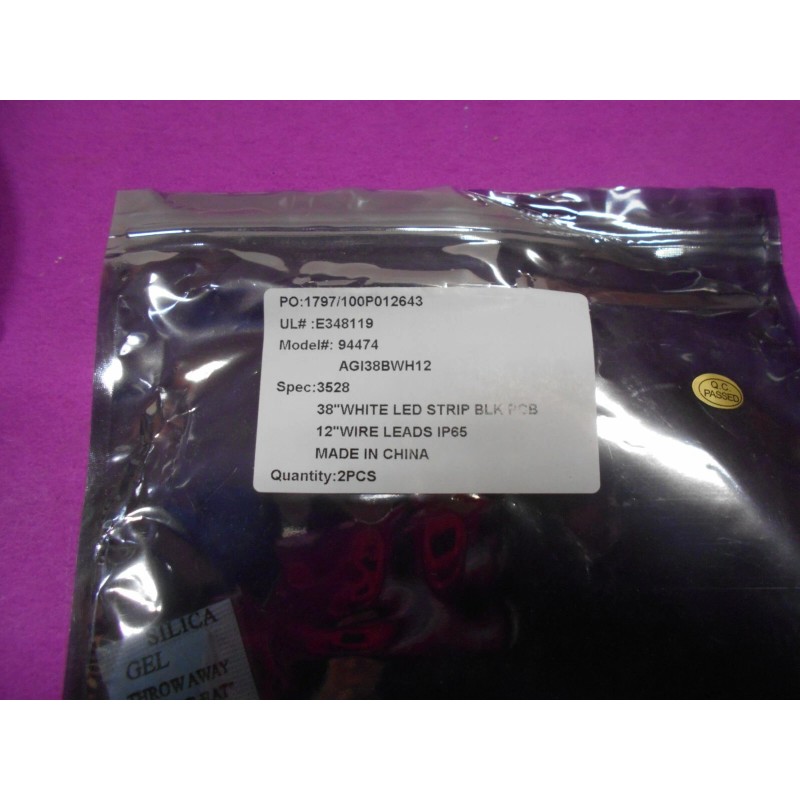 PO:1797/100P012643
UL# :E348119
Model#: 94474
AGI38BWH12
Spec:3528
38"WHITE LED STRIP BLK PCB
12"WIRE LEADS IP65
MADE IN CHINA
Quantity:2PCS
Q.C.
PASSED
SILICA
GEL
THROW AWAY